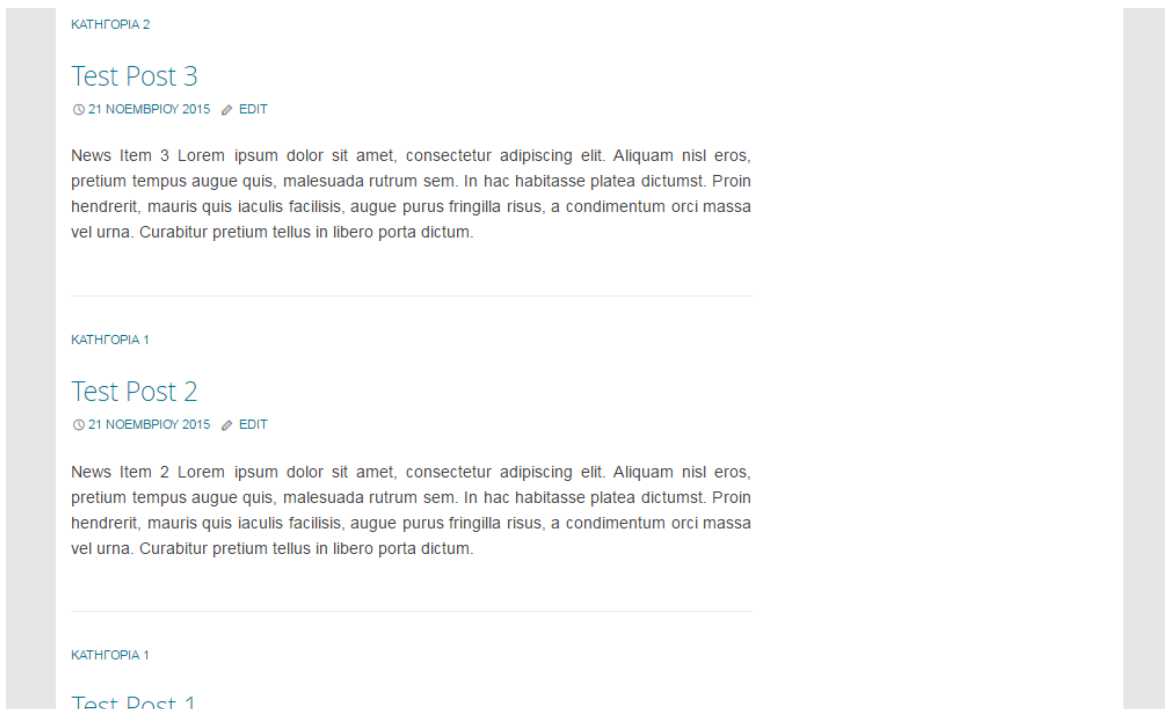 ΚΑΤΗΓΟΡΙΑ 2
Test Post 3
21 ΝΟΕΜΒΡΙΟΥ 2015 EDIT
News Item 3 Lorem ipsum dolor sit amet, consectetur adipiscing elit. Aliquam nisl eros,
pretium tempus augue quis, malesuada rutrum sem. In hac habitasse platea dictumst. Proin
hendrerit, mauris quis iaculis facilisis, augue purus fringilla risus, a condimentum orci massa
vel urna. Curabitur pretium tellus in libero porta dictum.
ΚΑΤΗΓΟΡΙΑ 1
Test Post 2
21 ΝΟΕΜΒΡΙΟΥ 2015 EDIT
News Item 2 Lorem ipsum dolor sit amet, consectetur adipiscing elit. Aliquam nisl eros,
pretium tempus augue quis, malesuada rutrum sem. In hac habitasse platea dictumst. Proin
hendrerit, mauris quis iaculis facilisis, augue purus fringilla risus, a condimentum orci massa
vel urna. Curabitur pretium tellus in libero porta dictum.
ΚΑΤΗΓΟΡΙΑ 1
Test Post 1